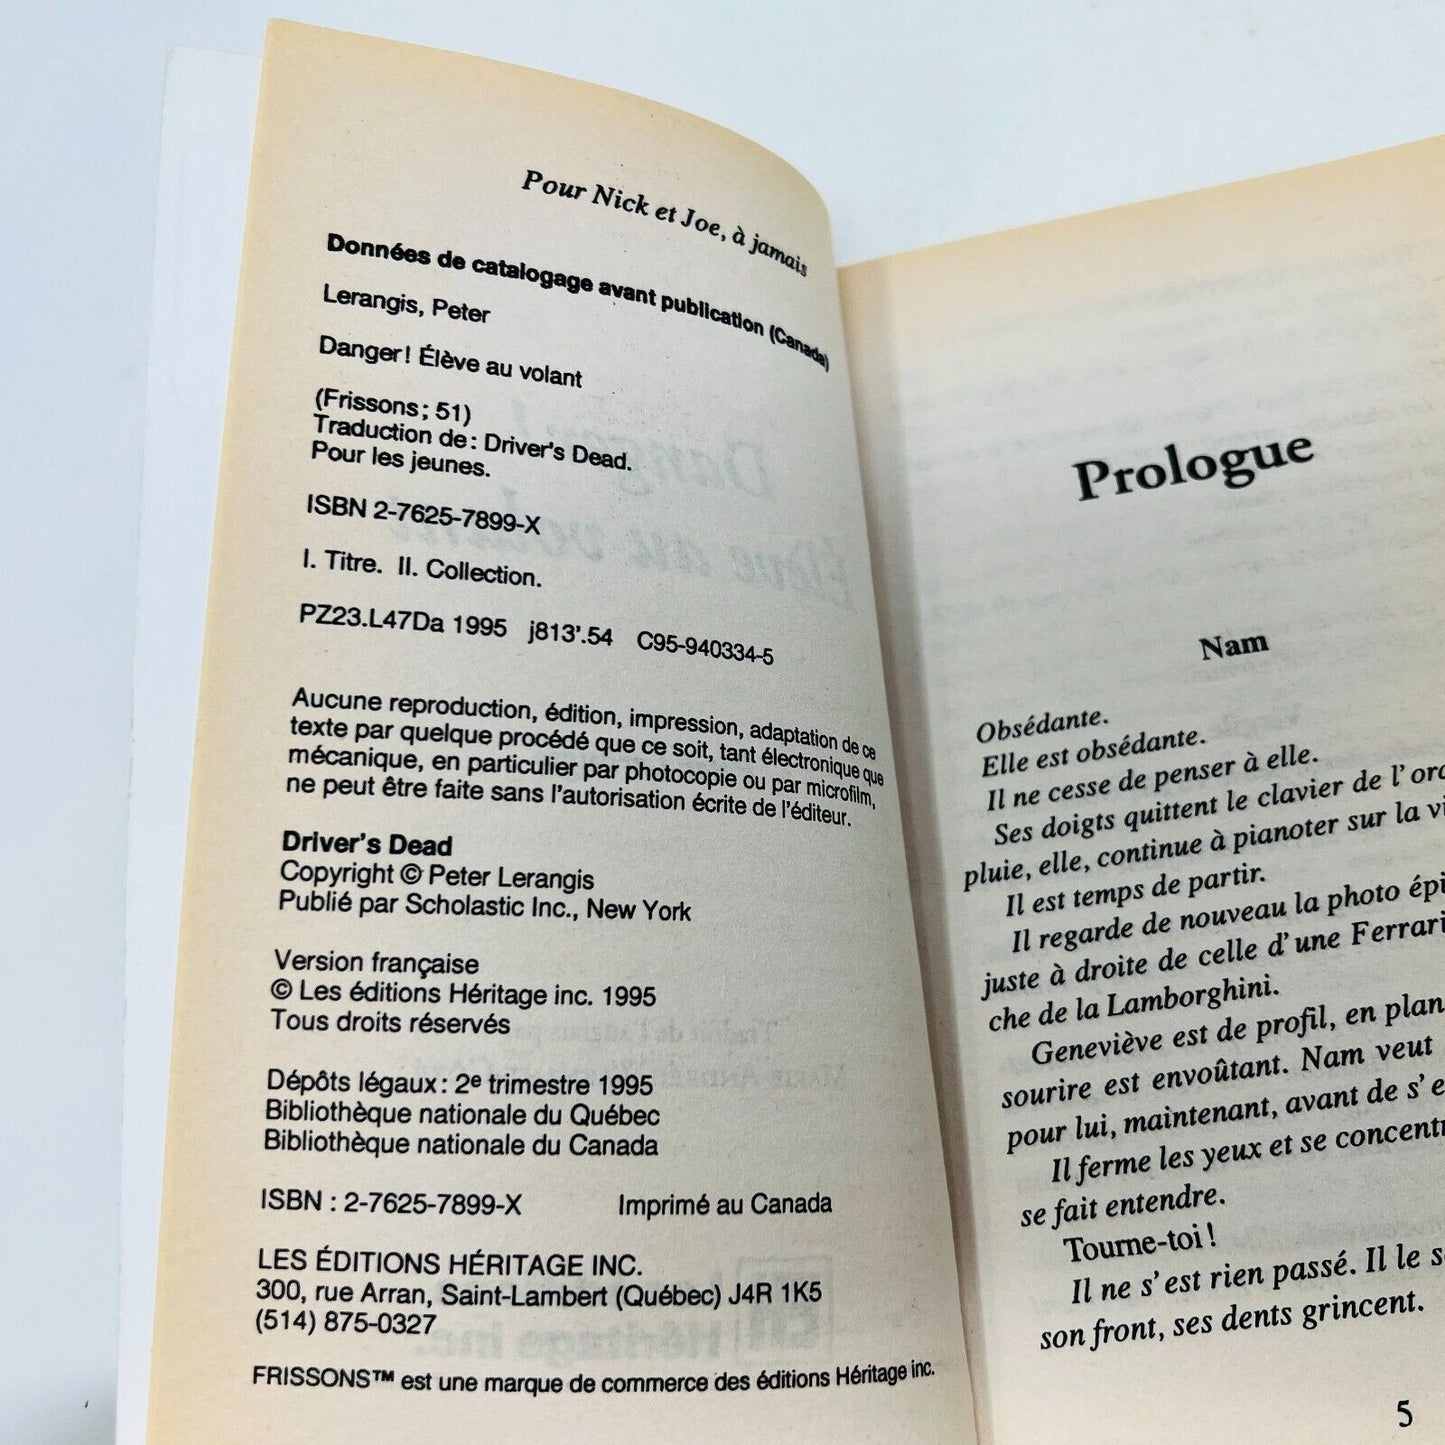 Pour Nick et Joe, à jamais
Données de catalogage avant publication (Canada)
Lerangis, Peter
Danger! Élève au volant
(Frissons; 51)
Traduction de: Driver's Dead.
Pour les jeunes.
ISBN 2-7625-7899-X
I. Titre. II. Collection.
PZ23.L47Da 1995 j813'.54 C95-940334-5
Aucune reproduction, édition, impression, adaptation de ce
texte par quelque procédé que ce soit, tant électronique que
mécanique, en particulier par photocopie ou par microfilm,
ne peut être faite sans l'autorisation écrite de l'éditeur.
Driver's Dead
Copyright © Peter Lerangis
Publié par Scholastic Inc., New York
Version française
© Les éditions Héritage inc. 1995
Tous droits réservés
Dépôts légaux: 2e trimestre 1995
Bibliothèque nationale du Québec
Bibliothèque nationale du Canada
ISBN : 2-7625-7899-X Imprimé au Canada
LES ÉDITIONS HÉRITAGE INC.
300, rue Arran, Saint-Lambert (Québec) J4R 1K5
(514) 875-0327
FRISSONS™ est une marque de commerce des éditions Héritage inc.
Prologue
Nam
Obsédante.
Elle est obsédante.
Il ne cesse de penser à elle.
Ses doigts quittent le clavier de l'
pluie, elle, continue à pianoter sur la
Il est temps de partir.
Il regarde de nouveau la photo
juste à droite de celle d'une Ferrari
che de la Lamborghini.
Geneviève est de profil, en
sourire est envoûtant. Nam veut
pour lui, maintenant, avant de
Il ferme les yeux et se
se fait entendre.
Tourne-toi!
Il ne s'est rien passé. Il le
son front, ses dents grincent.
5